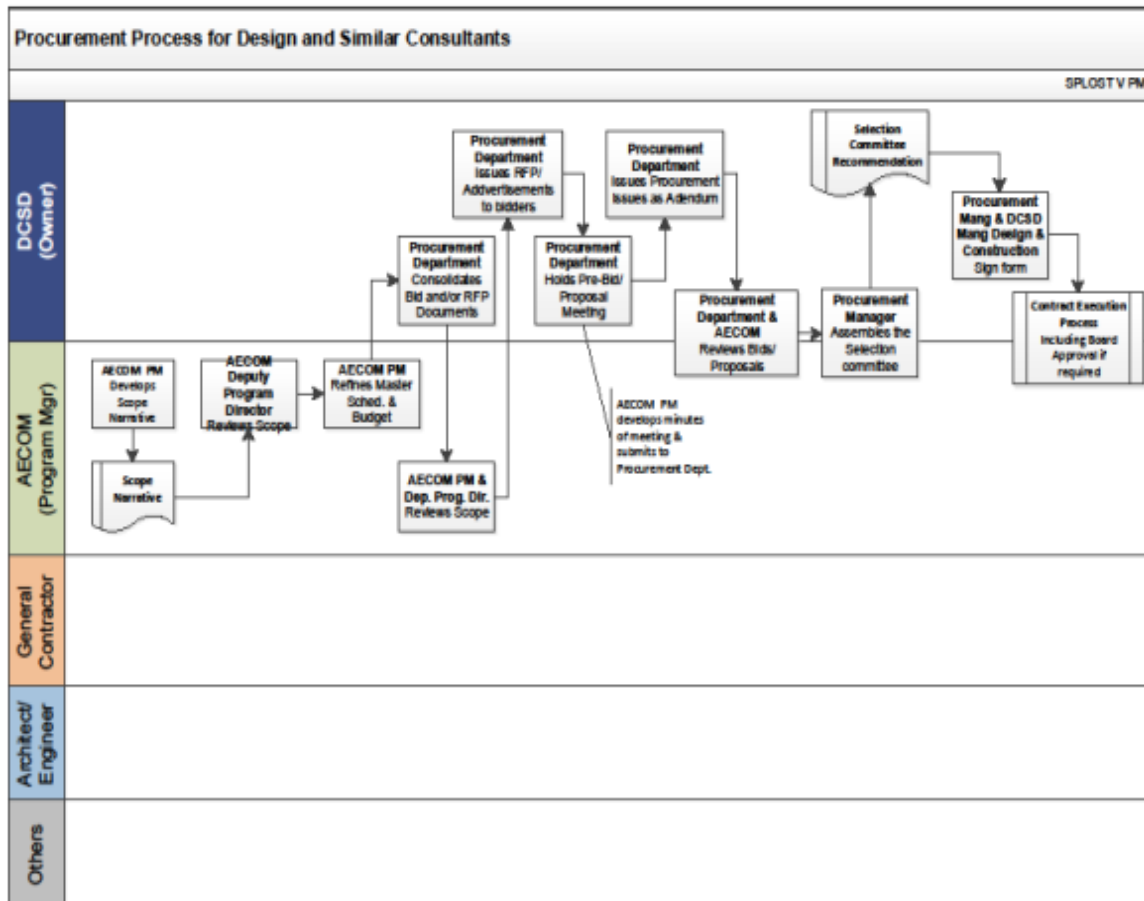 Procurement Process for Design and Similar Consultants
SPLOST V PM
DCSD
(Owner)
AECOM
(Program Mgr)
General
Contractor
Architect/
Engineer
Others
AECOM PM
Develops
Scope
Narrative
Scope
Narrative
AECOM
Deputy
Program
Director
Reviews Scope
AECOM PM
Refines Master
Sched. &
Budget
Procurement
Department
Consolidates
Bid and/or RFP
Documents
AECOM PM &
Dep. Prog. Dir.
Reviews Scope
Procurement
Department
Issues RFP/
Addvertisements
to bidders
Procurement
Department
Holds Pre-Bid/
Proposal
Meeting
AECOM PM
develops minutes
of meeting &
submits to
Procurement Dept.
Procurement
Department
Issues Procurement
Issues as Adendum
Procurement
Department &
AECOM
Reviews Bids/
Proposals
Procurement
Manager
Assembles the
Selection
committee
Selection
Committee
Recommendation
Procurement
Mang & DCSD
Mang Design &
Construction
Sign form
Contract Execution
Process
Including Board
Approval if
required